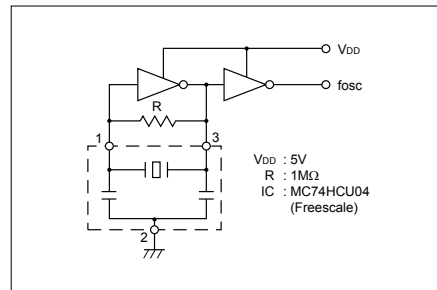 VDD
fosc
R
1
3
VDD : 5V
R : 1MΩ
IC : MC74HCU04
(Freescale)
2